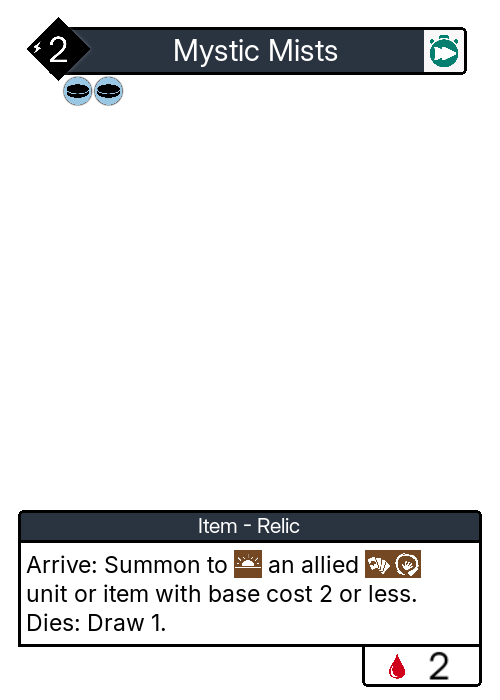 2
Mystic Mists
Item - Relic
Arrive: Summon to an allied
unit or item with base cost 2 or less.
Dies: Draw 1.
2